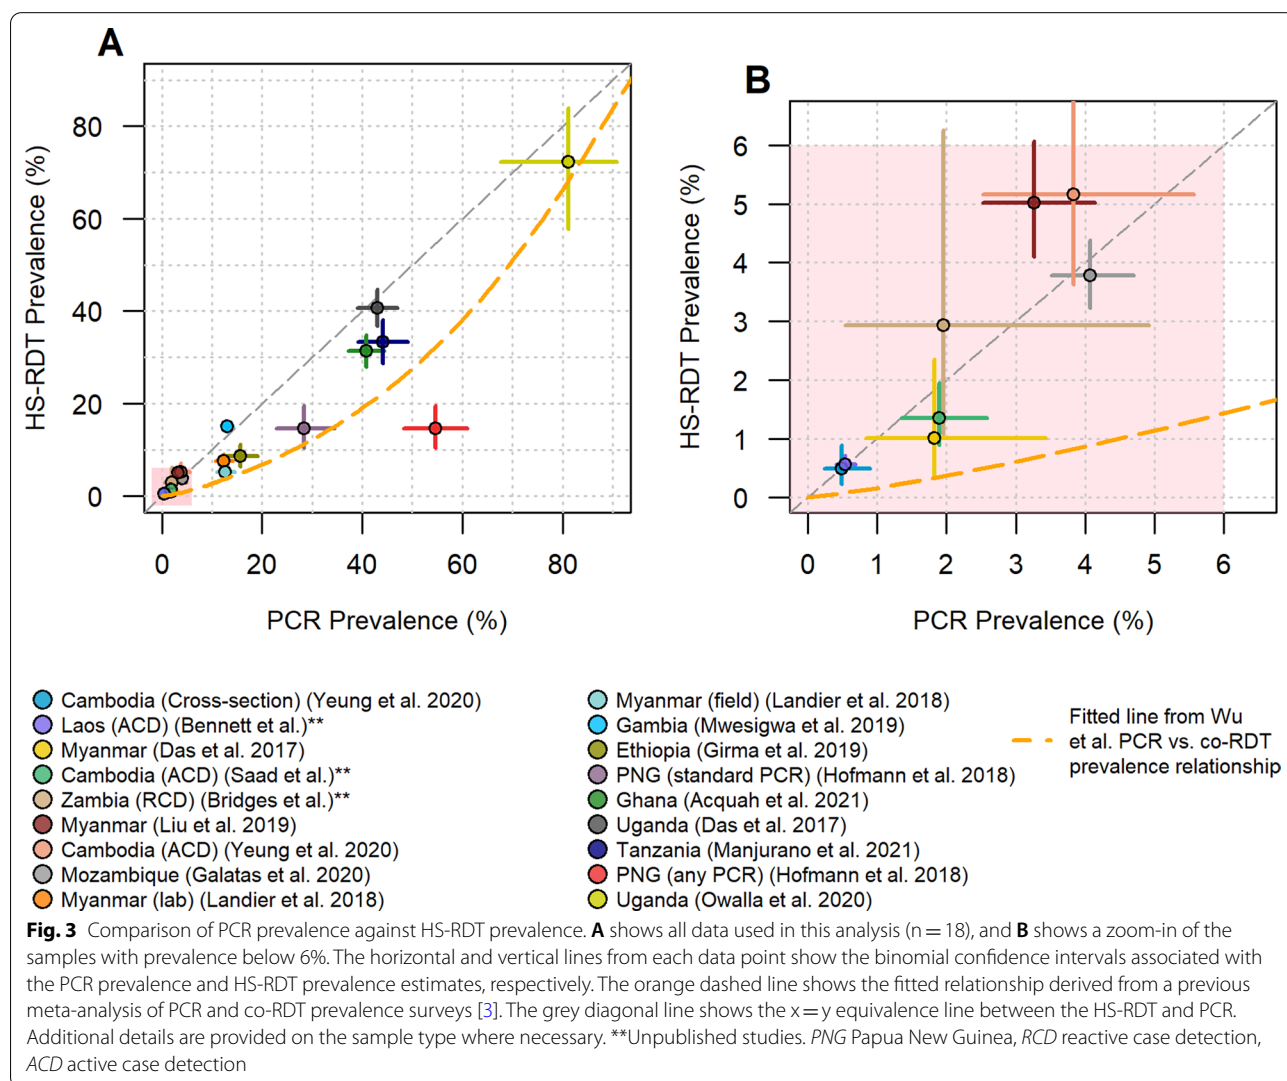 A
B
HS-RDT Prevalence (%)
80
60
40
20
0
0
20
40
60
80
PCR Prevalence (%)
HS-RDT Prevalence (%)
6
5
4
3
2
1
0
0
1
2
3
4
5
6
PCR Prevalence (%)
Cambodia (Cross-section) (Yeung et al. 2020)
Laos (ACD) (Bennett et al.)**
Myanmar (Das et al. 2017)
Cambodia (ACD) (Saad et al.)**
Zambia (RCD) (Bridges et al.)**
Myanmar (Liu et al. 2019)
Cambodia (ACD) (Yeung et al. 2020)
Mozambique (Galatas et al. 2020)
Myanmar (lab) (Landier et al. 2018)
Myanmar (field) (Landier et al. 2018)
Gambia (Mwesigwa et al. 2019)
Ethiopia (Girma et al. 2019)
PNG (standard PCR) (Hofmann et al. 2018)
Ghana (Acquah et al. 2021)
Uganda (Das et al. 2017)
Tanzania (Manjurano et al. 2021)
PNG (any PCR) (Hofmann et al. 2018)
Uganda (Owalla et al. 2020)
Fitted line from Wu
et al. PCR vs. co-RDT
prevalence relationship
Fig. 3 Comparison of PCR prevalence against HS-RDT prevalence. A shows all data used in this analysis (n = 18), and B shows a zoom-in of the
samples with prevalence below 6%. The horizontal and vertical lines from each data point show the binomial confidence intervals associated with
the PCR prevalence and HS-RDT prevalence estimates, respectively. The orange dashed line shows the fitted relationship derived from a previous
meta-analysis of PCR and co-RDT prevalence surveys [3]. The grey diagonal line shows the x = y equivalence line between the HS-RDT and PCR.
Additional details are provided on the sample type where necessary. **Unpublished studies. PNG Papua New Guinea, RCD reactive case detection,
ACD active case detection